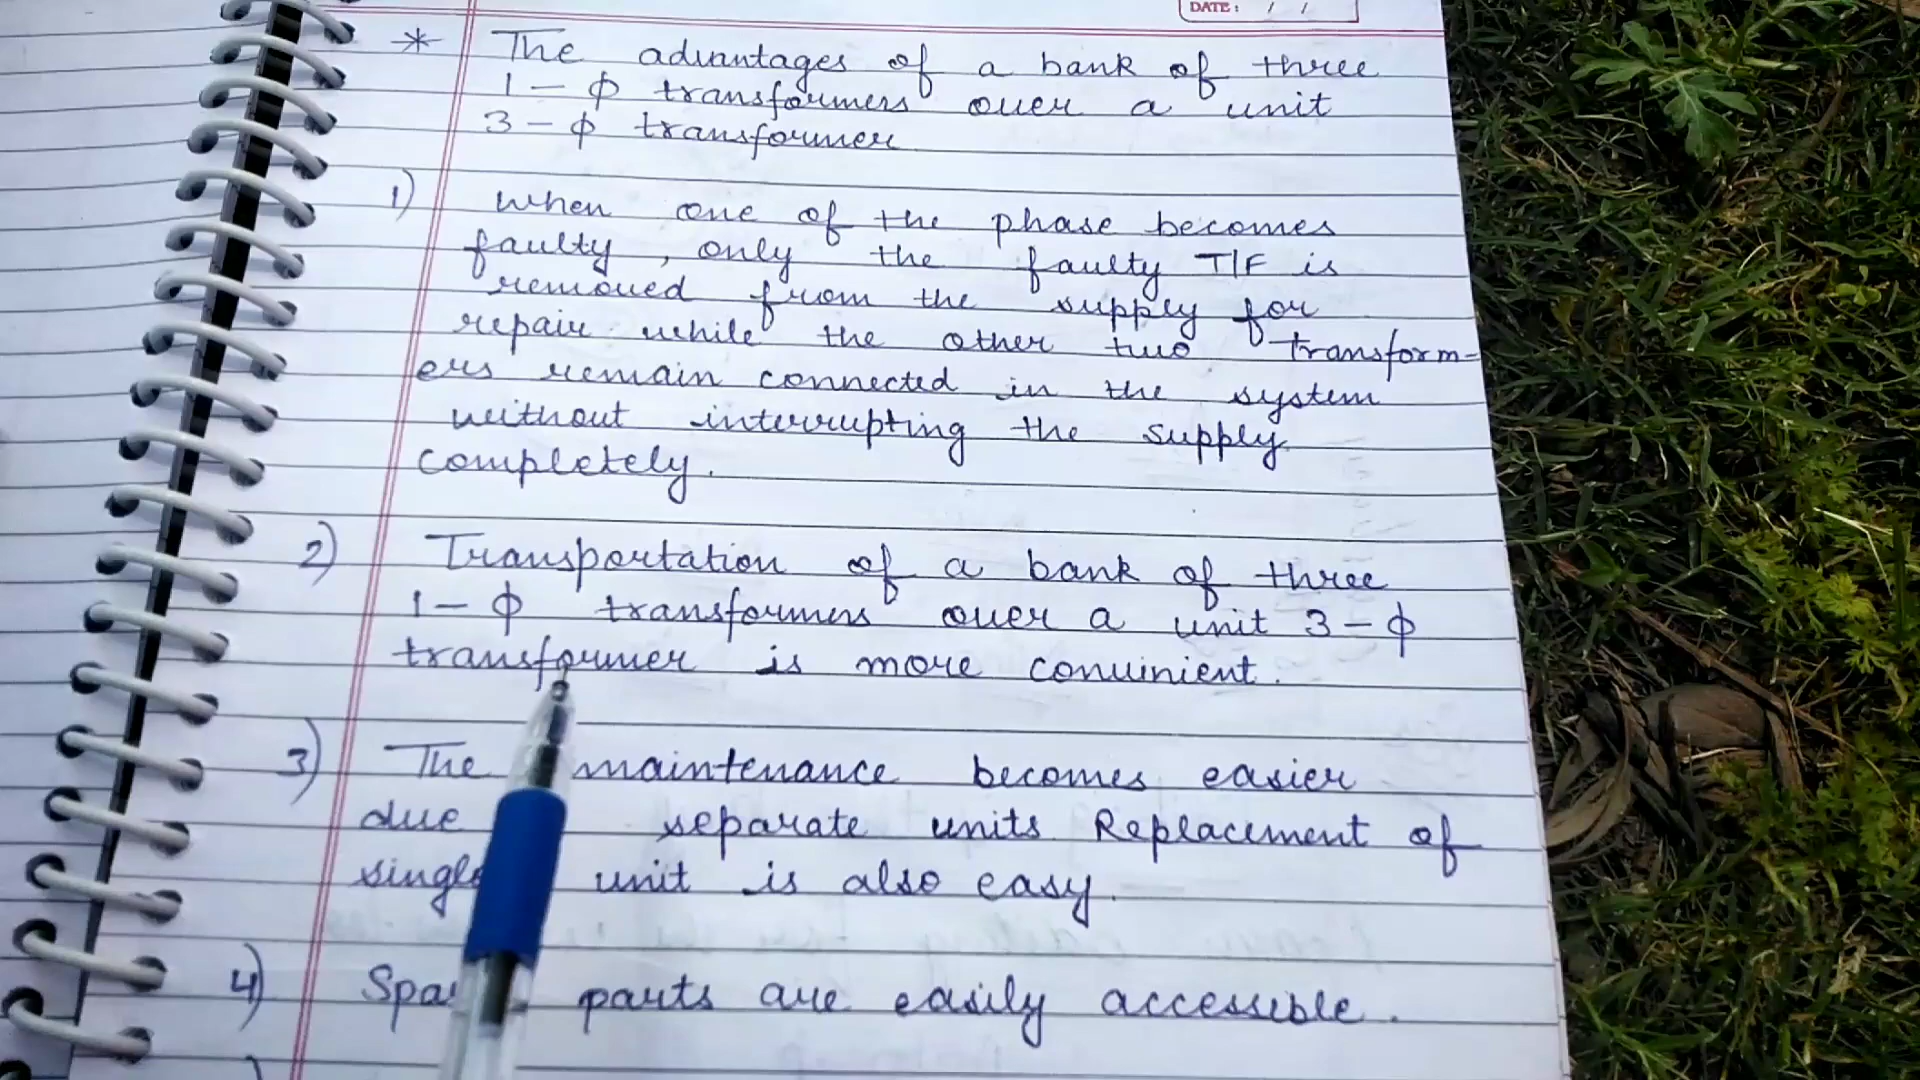 DATE: / /
* The advantages of a bank of three
1-ϕ transformers over a unit
3-ϕ transformer
1) When one of the phase becomes
faulty, only the faulty T/F is
removed from the supply for
repair while the other two transform-
ers remain connected in the system
without interrupting the supply
completely.
2) Transportation of a bank of three
1-ϕ transformers over a unit 3-ϕ
transformer is more convinient.
3) The maintenance becomes easier
due separate units Replacement of
single unit is also easy.
4) parts are easily accessible.